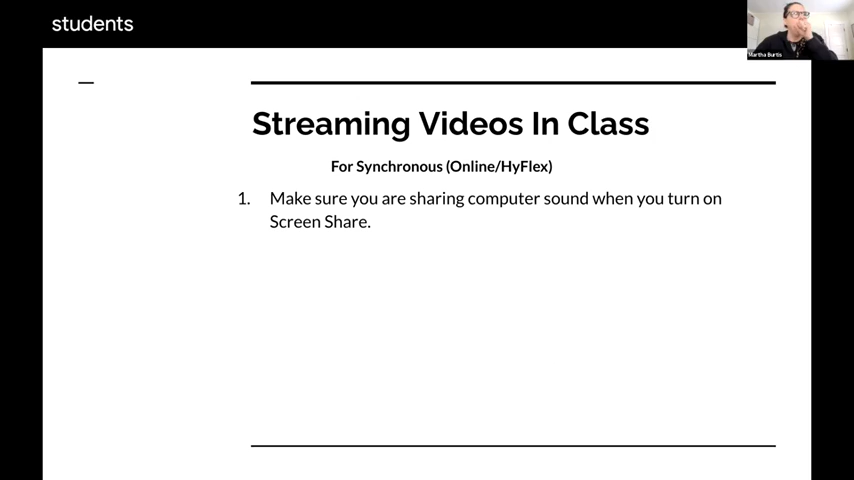 students
Martha Burtis
Streaming Videos In Class
For Synchronous (Online/HyFlex)
1. Make sure you are sharing computer sound when you turn on
Screen Share.